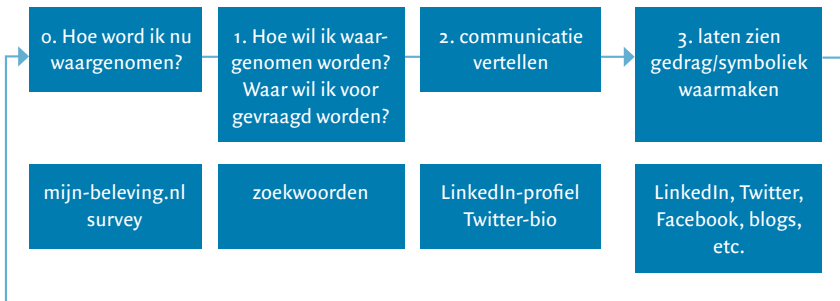 0. Hoe word ik nu
waargenomen?
1. Hoe wil ik waar-
genomen worden?
Waar wil ik voor
gevraagd worden?
2. communicatie
vertellen
3. laten zien
gedrag/symboliek
waarmaken
mijn-beleving.nl
survey
zoekwoorden
LinkedIn-profiel
Twitter-bio
LinkedIn, Twitter,
Facebook, blogs,
etc.